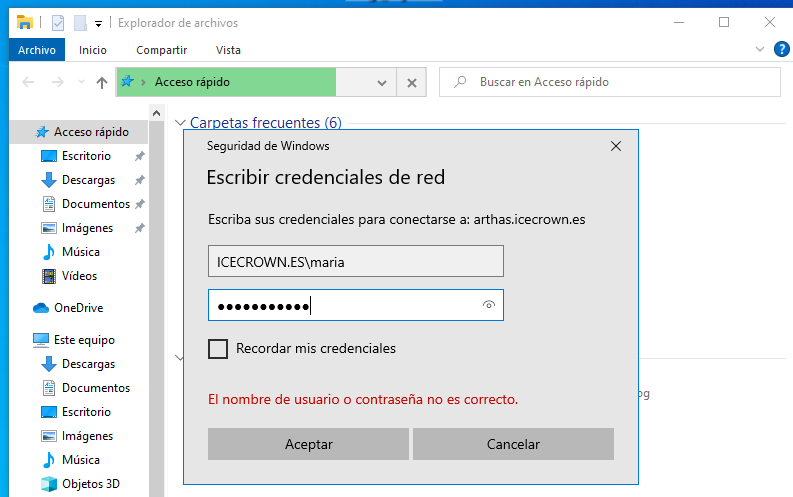 Explorador de archivos
Archivo Inicio Compartir Vista
Acceso rápido
Buscar en Acceso rápido
Acceso rápido
Escritorio
Descargas
Documentos
Imágenes
Música
Vídeos
OneDrive
Este equipo
Descargas
Documentos
Escritorio
Imágenes
Música
Objetos 3D
Carpetas frecuentes (6)
Seguridad de Windows
Escribir credenciales de red
Escriba sus credenciales para conectarse a: arthas.icecrown.es
ICECROWN.ES\maria
●●●●●●●●●●●
Recordar mis credenciales
El nombre de usuario o contraseña no es correcto.
Aceptar Cancelar